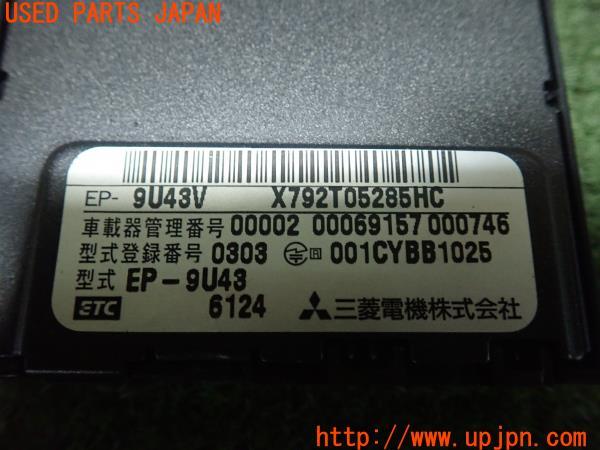 USED PARTS JAPAN
EP- 9U43V X792T05285HC
車載器管理番号 00002 00069157 000746
型式登録番号 0303 回 001CYBB1025
型式 EP-9U43
ETC 6124 三菱電機株式会社
http://www.upjpn.com/